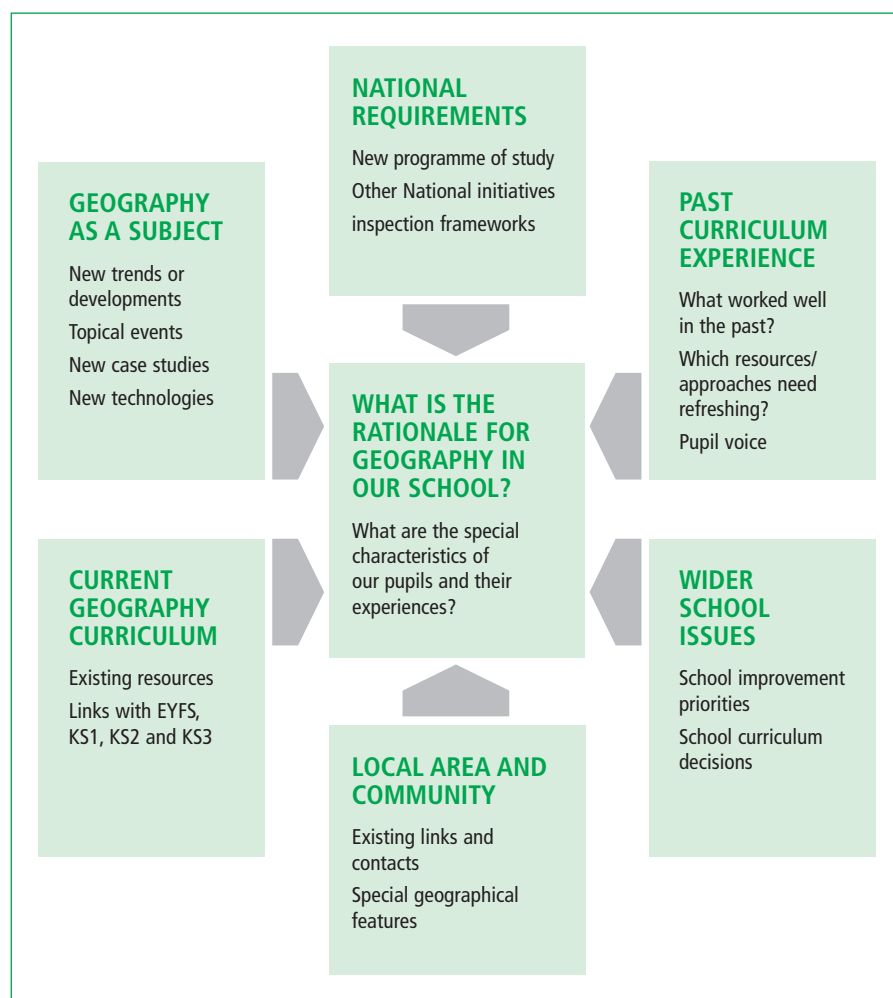 NATIONAL
REQUIREMENTS
New programme of study
Other National initiatives
inspection frameworks
GEOGRAPHY
AS A SUBJECT
New trends or
developments
Topical events
New case studies
New technologies
PAST
CURRICULUM
EXPERIENCE
What worked well
in the past?
Which resources/
approaches need
refreshing?
Pupil voice
WHAT IS THE
RATIONALE FOR
GEOGRAPHY IN
OUR SCHOOL?
What are the special
characteristics of
our pupils and their
experiences?
CURRENT
GEOGRAPHY
CURRICULUM
Existing resources
Links with EYFS,
KS1, KS2 and KS3
WIDER
SCHOOL
ISSUES
School improvement
priorities
School curriculum
decisions
LOCAL AREA AND
COMMUNITY
Existing links and
contacts
Special geographical
features